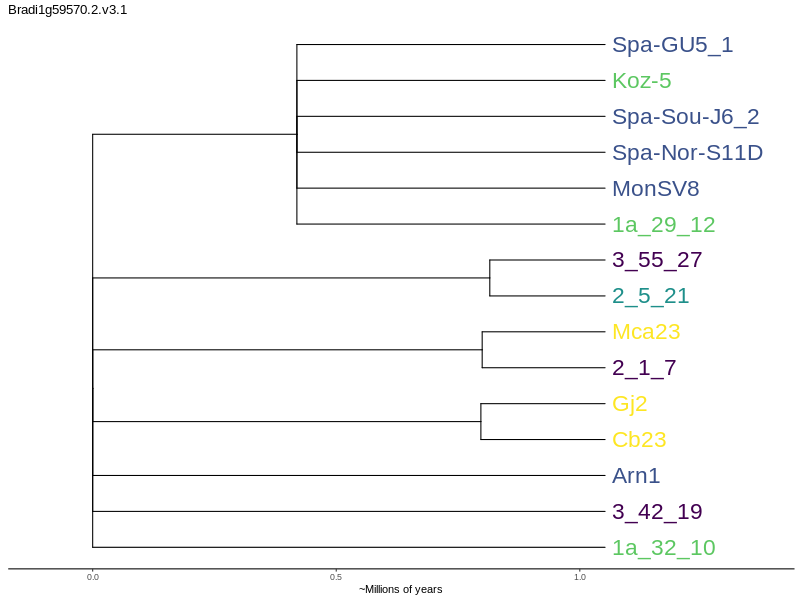 Bradi1g59570.2.v3.1
Spa-GU5_1
Koz-5
Spa-Sou-J6_2
Spa-Nor-S11D
MonSV8
1a_29_12
3_55_27
2_5_21
Mca23
2_1_7
Gj2
Cb23
Arn1
3_42_19
1a_32_10
0.0 0.5 1.0
~Millions of years